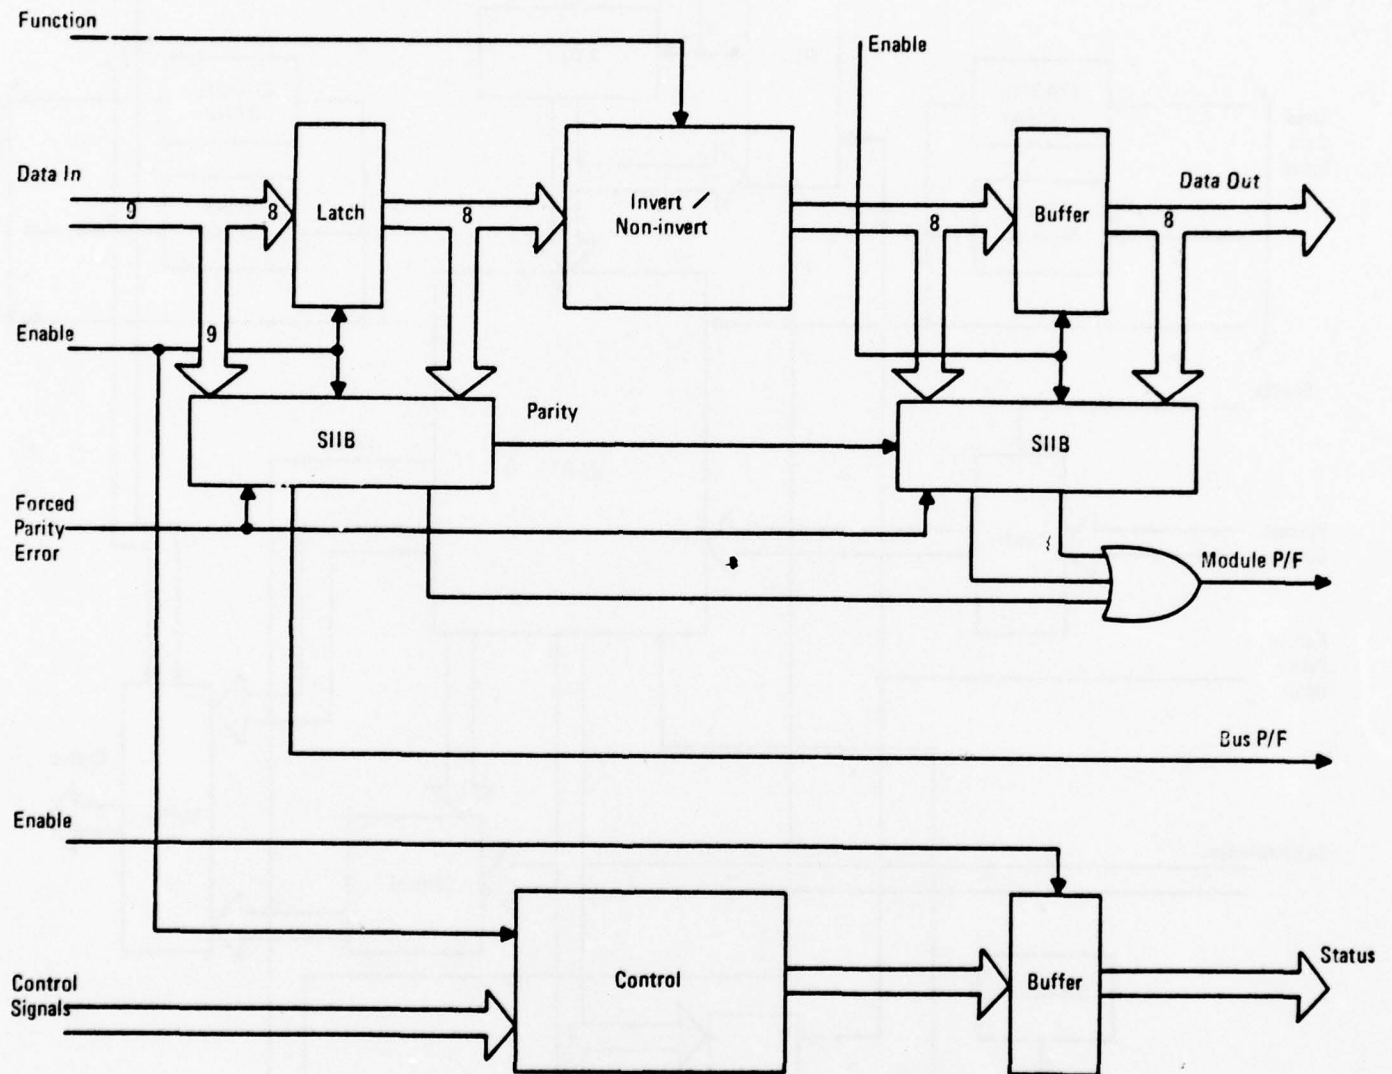 Function
Enable
Data In
9
8
Latch
8
Invert /
Non-invert
8
Buffer
Data Out
8
Enable
9
SIIB
Parity
SIIB
Forced
Parity
Error
Module P/F
Bus P/F
Enable
Control
Signals
Control
Buffer
Status